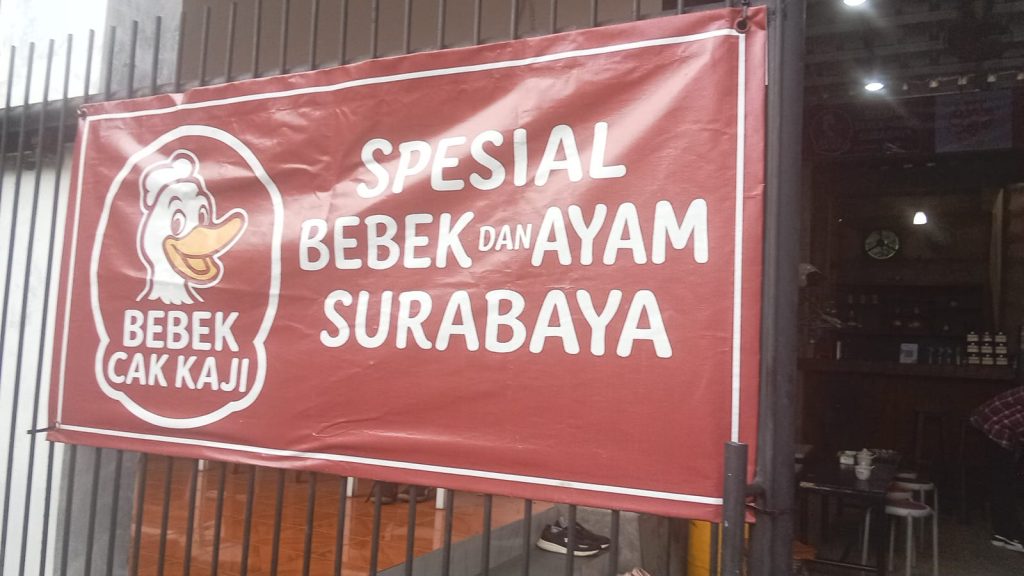 SPESIAL
BEBEK DAN AYAM
SURABAYA
BEBEK
CAK KAJI